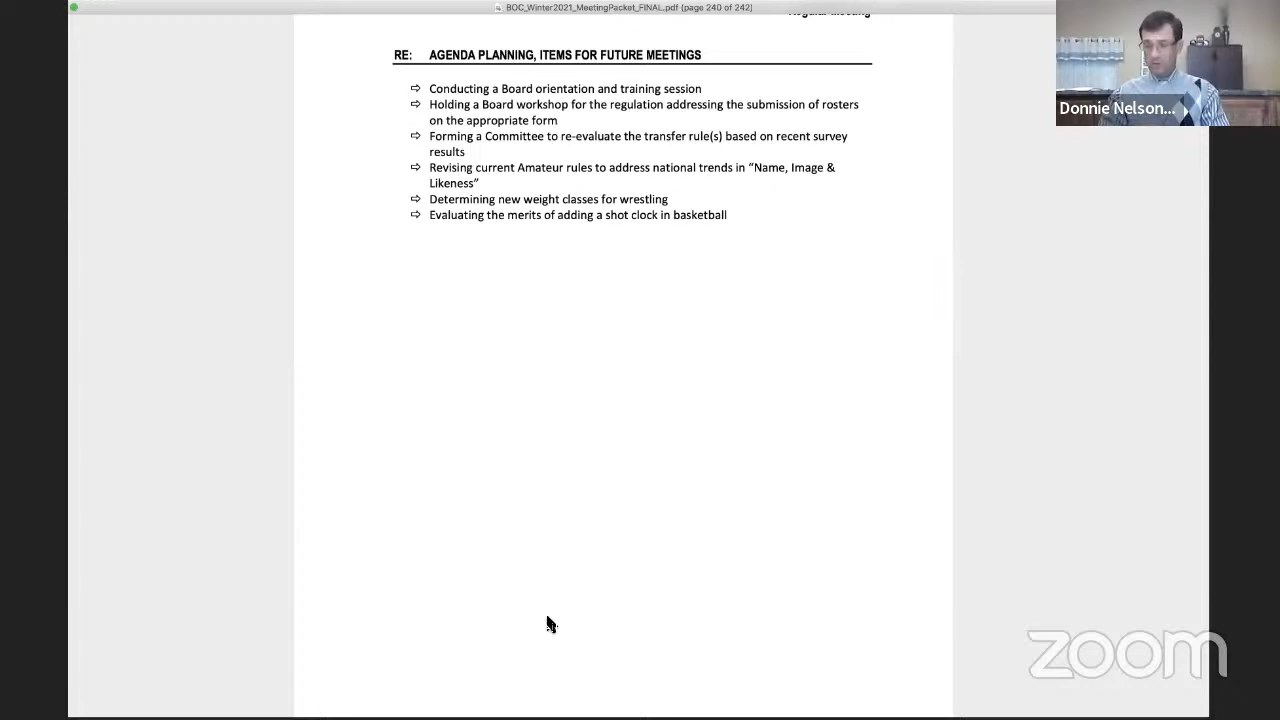 BOC_Winter2021_MeetingPacket_FINAL.pdf (page 240 of 242)
Regular Meeting
RE: AGENDA PLANNING, ITEMS FOR FUTURE MEETINGS
⇨ Conducting a Board orientation and training session
⇨ Holding a Board workshop for the regulation addressing the submission of rosters
on the appropriate form
⇨ Forming a Committee to re-evaluate the transfer rule(s) based on recent survey
results
⇨ Revising current Amateur rules to address national trends in “Name, Image &
Likeness”
⇨ Determining new weight classes for wrestling
⇨ Evaluating the merits of adding a shot clock in basketball
Donnie Nelson...
zoom